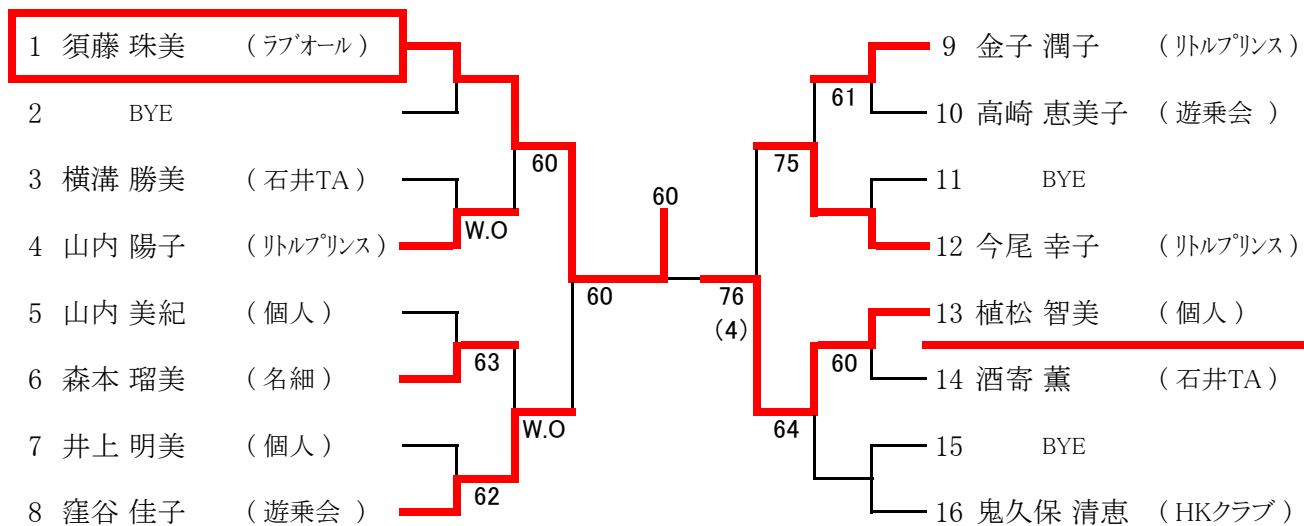 1 須藤 珠美 (ラブオール)
2 BYE
3 横溝 勝美 (石井TA)
4 山内 陽子 (リトルプリンス)
5 山内 美紀 (個人)
6 森本 瑠美 (名細)
7 井上 明美 (個人)
8 窪谷 佳子 (遊乗会)
60
W.O
63
W.O
62
60
60
76
(4)
75
61
60
64
9 金子 潤子 (リトルプリンス)
10 高崎 恵美子 (遊乗会)
11 BYE
12 今尾 幸子 (リトルプリンス)
13 植松 智美 (個人)
14 酒寄 薫 (石井TA)
15 BYE
16 鬼久保 清恵 (HKクラブ)